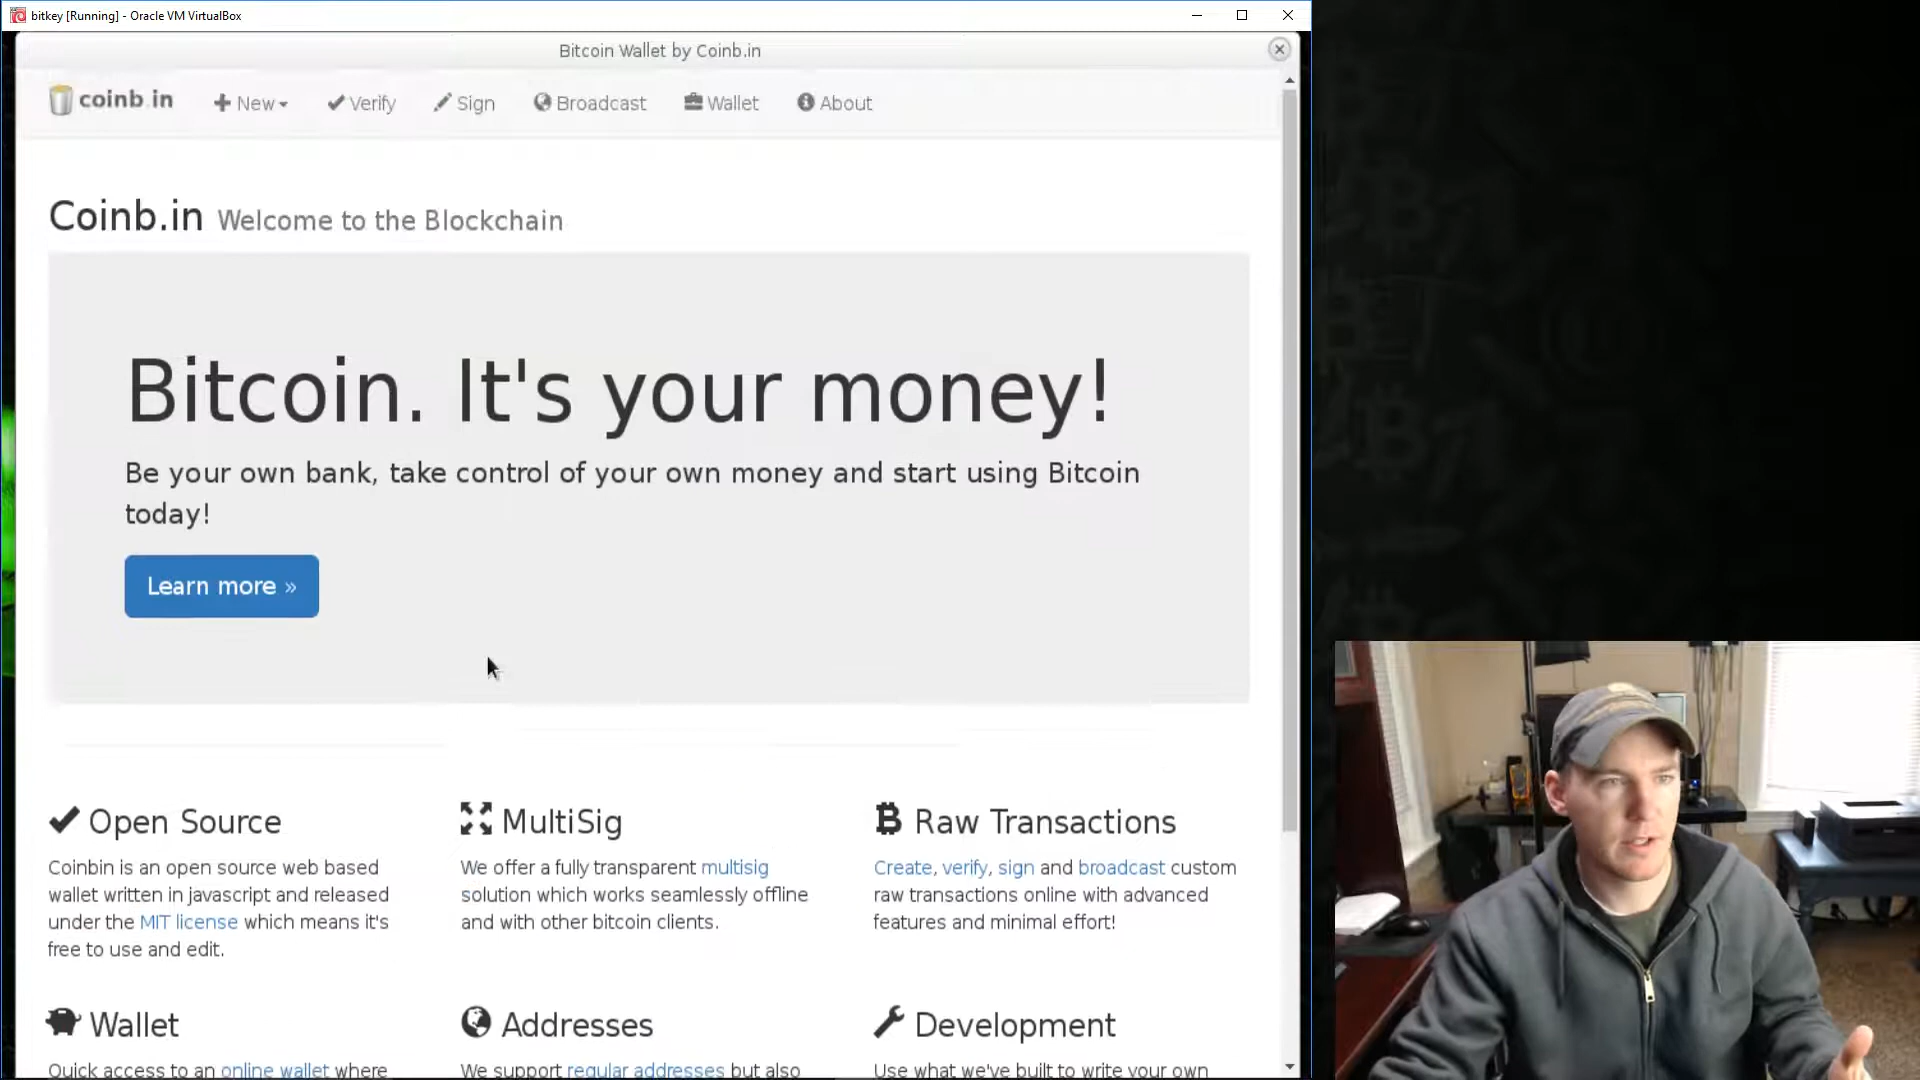 bitkey [Running] - Oracle VM VirtualBox
Bitcoin Wallet by Coinb.in
coinb.in New Verify Sign Broadcast Wallet About
Coinb.in Welcome to the Blockchain
Bitcoin. It's your money!
Be your own bank, take control of your own money and start using Bitcoin
today!
Learn more »
Open Source
Coinbin is an open source web based
wallet written in javascript and released
under the MIT license which means it's
free to use and edit.
MultiSig
We offer a fully transparent multisig
solution which works seamlessly offline
and with other bitcoin clients.
Raw Transactions
Create, verify, sign and broadcast custom
raw transactions online with advanced
features and minimal effort!
Wallet
Quick access to an online wallet where
Addresses
We support regular addresses but also
Development
Use what we've built to write your own